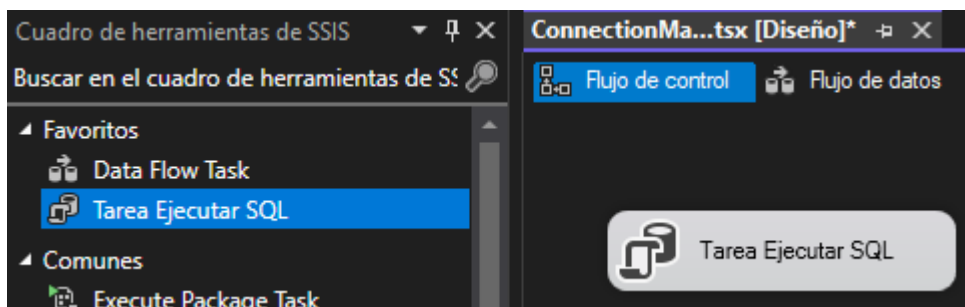 Cuadro de herramientas de SSIS
Buscar en el cuadro de herramientas de SS
Favoritos
Data Flow Task
Tarea Ejecutar SQL
Comunes
Execute Package Task
ConnectionMa...tsx [Diseño]*
Flujo de control
Flujo de datos
Tarea Ejecutar SQL